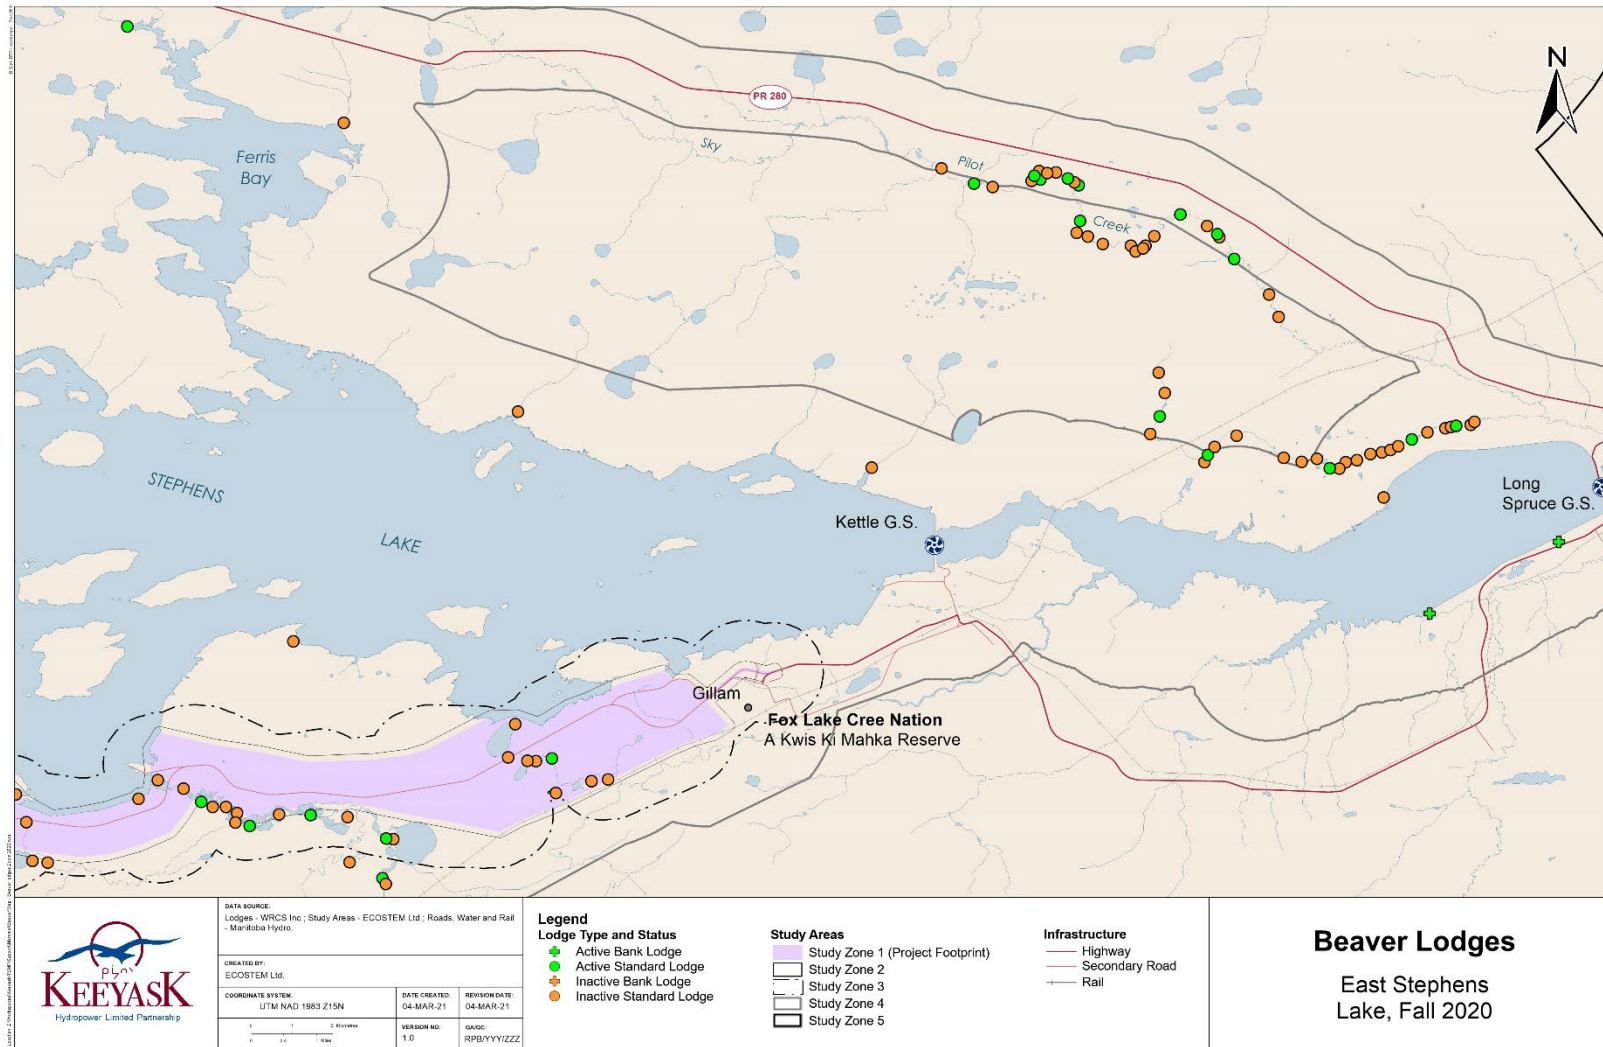 N
PR 280
Ferris
Bay
Sky
Pilot
Creek
STEPHENS
LAKE
Kettle G.S.
Long
Spruce G.S.
Gillam
Fox Lake Cree Nation
A Kwis Ki Mahka Reserve
KEEYASK
Hydropower Limited Partnership
DATA SOURCE:
Lodges - WRCS Inc.; Study Areas - ECOSTEM Ltd.; Roads, Water and Rail
- Manitoba Hydro.
CREATED BY:
ECOSTEM Ltd.
COORDINATE SYSTEM:
UTM NAD 1983 Z15N
DATE CREATED:
04-MAR-21
REVISION DATE:
04-MAR-21
VERSION NO:
1.0
QA/QC:
RPB/YYY/ZZZ
Legend
Lodge Type and Status
Active Bank Lodge
Active Standard Lodge
Inactive Bank Lodge
Inactive Standard Lodge
Study Areas
Study Zone 1 (Project Footprint)
Study Zone 2
Study Zone 3
Study Zone 4
Study Zone 5
Infrastructure
Highway
Secondary Road
Rail
Beaver Lodges
East Stephens
Lake, Fall 2020